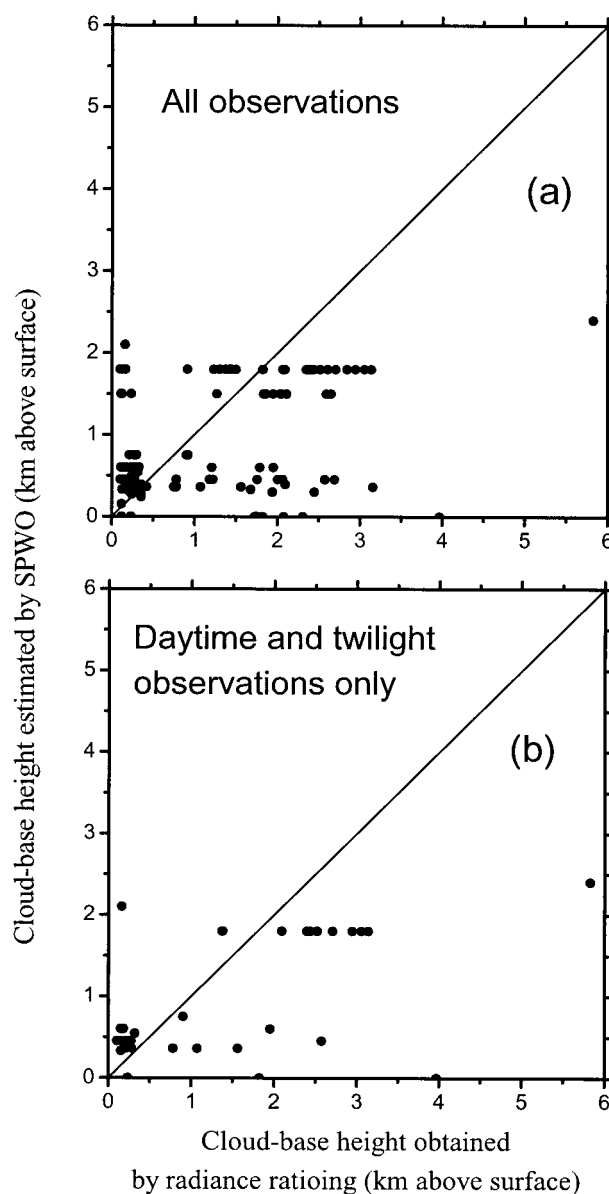 Cloud-base height estimated by SPWO (km above surface)
6
5
4
3
2
1
0
All observations
(a)
0 1 2 3 4 5 6
6
5
4
3
2
1
0
Daytime and twilight
observations only
(b)
0 1 2 3 4 5 6
Cloud-base height obtained
by radiance ratioing (km above surface)